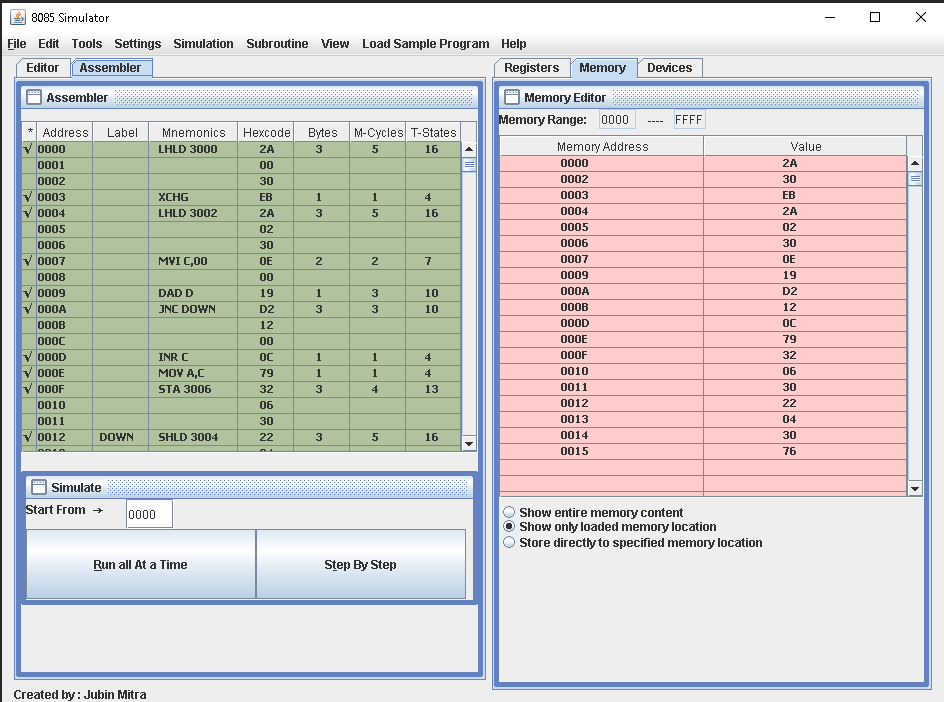 8085 Simulator
File Edit Tools Settings Simulation Subroutine View Load Sample Program Help
Editor Assembler
Assembler
* Address Label Mnemonics Hexcode Bytes M-Cycles T-States
√ 0000 LHLD 3000 2A 3 5 16
0001 00
0002 30
√ 0003 XCHG EB 1 1 4
√ 0004 LHLD 3002 2A 3 5 16
0005 02
0006 30
√ 0007 MVI C,00 0E 2 2 7
0008 00
√ 0009 DAD D 19 1 3 10
√ 000A JNC DOWN D2 3 3 10
000B 12
000C 00
√ 000D INR C 0C 1 1 4
√ 000E MOV A,C 79 1 1 4
√ 000F STA 3006 32 3 4 13
0010 06
0011 30
√ 0012 DOWN SHLD 3004 22 3 5 16
Simulate
Start From → 0000
Run all At a Time Step By Step
Created by : Jubin Mitra
Registers Memory Devices
Memory Editor
Memory Range: 0000 ---- FFFF
Memory Address Value
0000 2A
0002 30
0003 EB
0004 2A
0005 02
0006 30
0007 0E
0009 19
000A D2
000B 12
000D 0C
000E 79
000F 32
0010 06
0011 30
0012 22
0013 04
0014 30
0015 76
Show entire memory content
Show only loaded memory location
Store directly to specified memory location